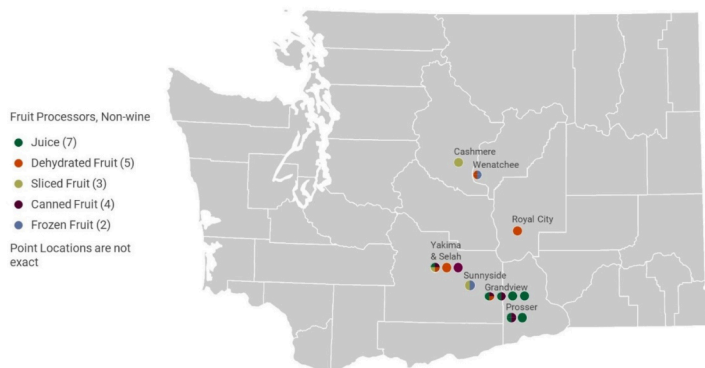 Fruit Processors, Non-wine
Juice (7)
Dehydrated Fruit (5)
Sliced Fruit (3)
Canned Fruit (4)
Frozen Fruit (2)
Point Locations are not
exact
Cashmere
Wenatchee
Royal City
Yakima
& Selah
Sunnyside
Grandview
Prosser